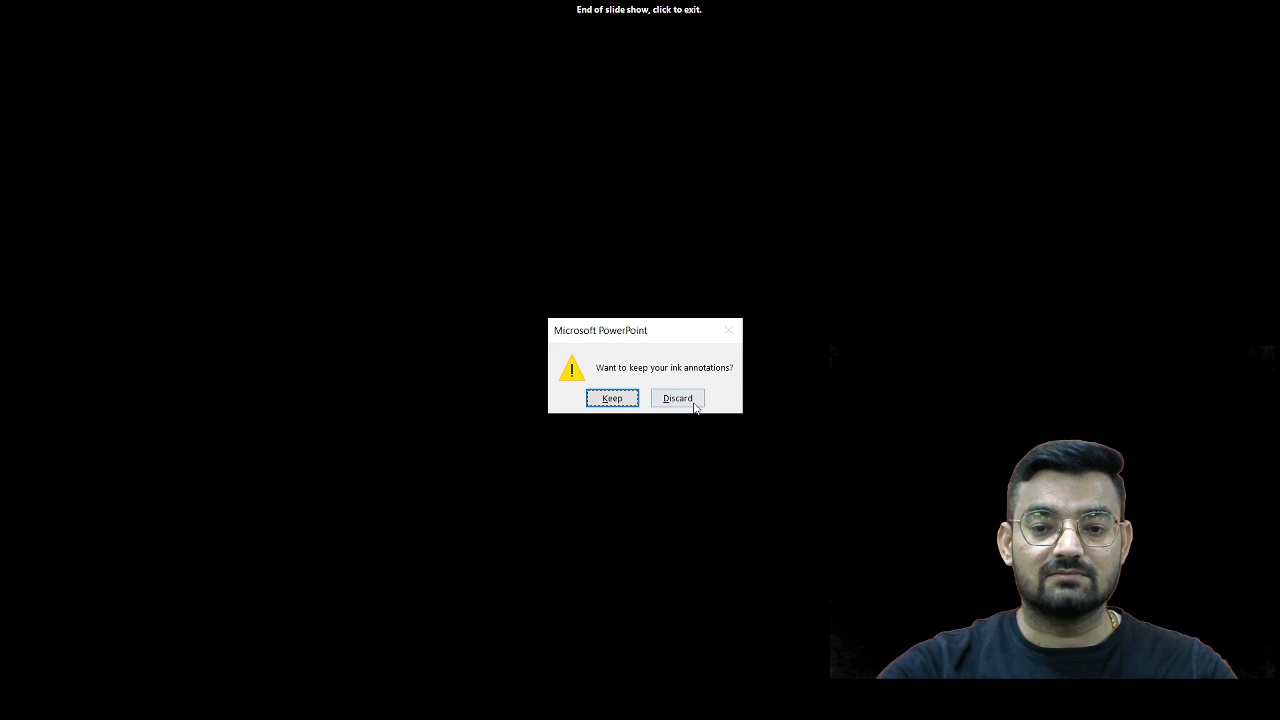 End of slide show, click to exit.
Microsoft PowerPoint
Want to keep your ink annotations?
Keep
Discard